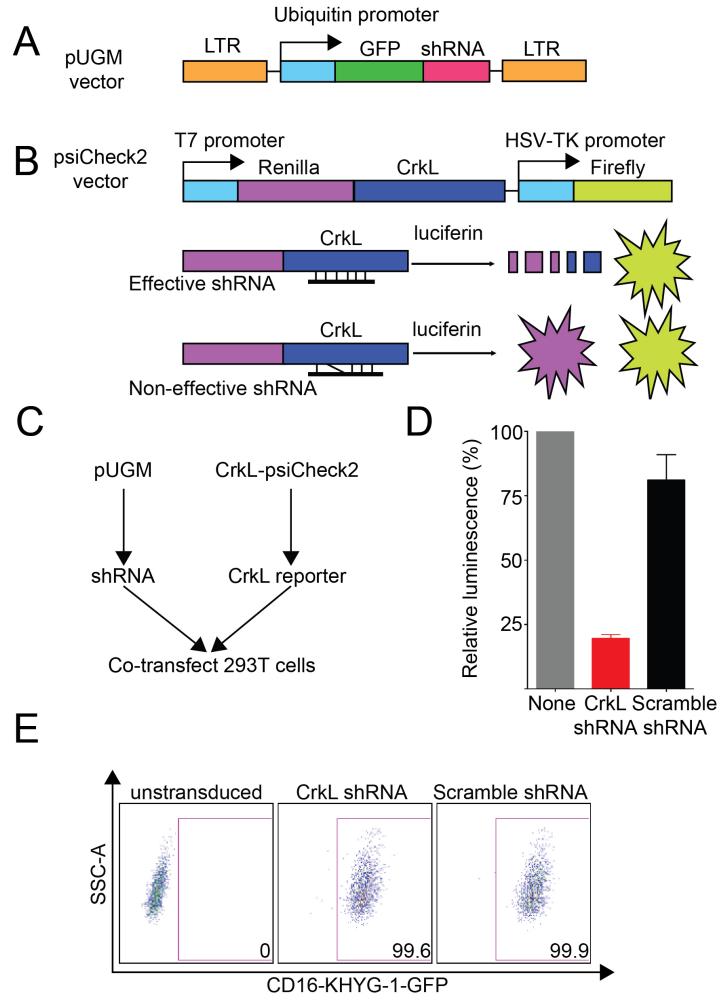 A
pUGM
vector
Ubiquitin promoter
LTR
GFP
shRNA
LTR
B
psiCheck2
vector
T7 promoter
Renilla
CrkL
HSV-TK promoter
Firefly
CrkL
luciferin
Effective shRNA
CrkL
luciferin
Non-effective shRNA
C
pUGM
CrkL-psiCheck2
shRNA
CrkL reporter
Co-transfect 293T cells
D
Relative luminescence (%)
100
75
50
25
None
CrkL
shRNA
Scramble
shRNA
E
unstransduced
CrkL shRNA
Scramble shRNA
SSC-A
0
99.6
99.9
CD16-KHYG-1-GFP